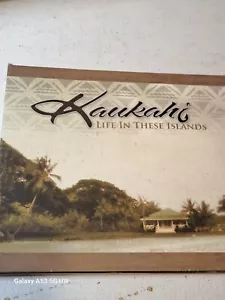 Kaukahi
LIFE IN THESE ISLANDS
Galaxy A13 5G